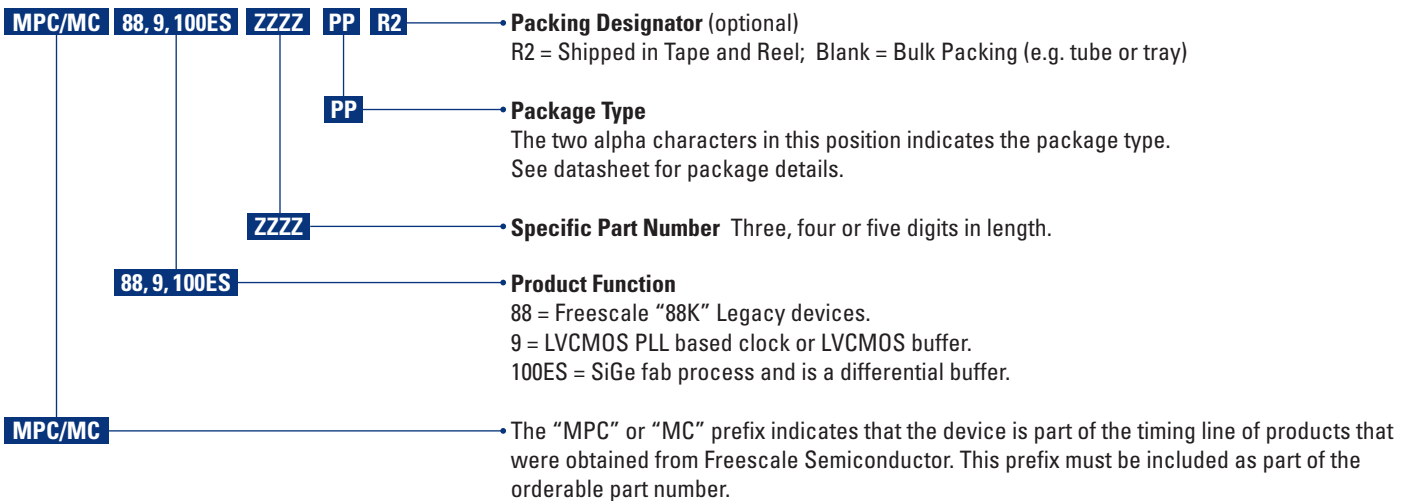 MPC/MC 88, 9, 100ES ZZZZ PP R2 Packing Designator (optional)
R2 = Shipped in Tape and Reel; Blank = Bulk Packing (e.g. tube or tray)
PP Package Type
The two alpha characters in this position indicates the package type.
See datasheet for package details.
ZZZZ Specific Part Number Three, four or five digits in length.
88, 9, 100ES Product Function
88 = Freescale “88K” Legacy devices.
9 = LVCMOS PLL based clock or LVCMOS buffer.
100ES = SiGe fab process and is a differential buffer.
MPC/MC The “MPC” or “MC” prefix indicates that the device is part of the timing line of products that
were obtained from Freescale Semiconductor. This prefix must be included as part of the
orderable part number.